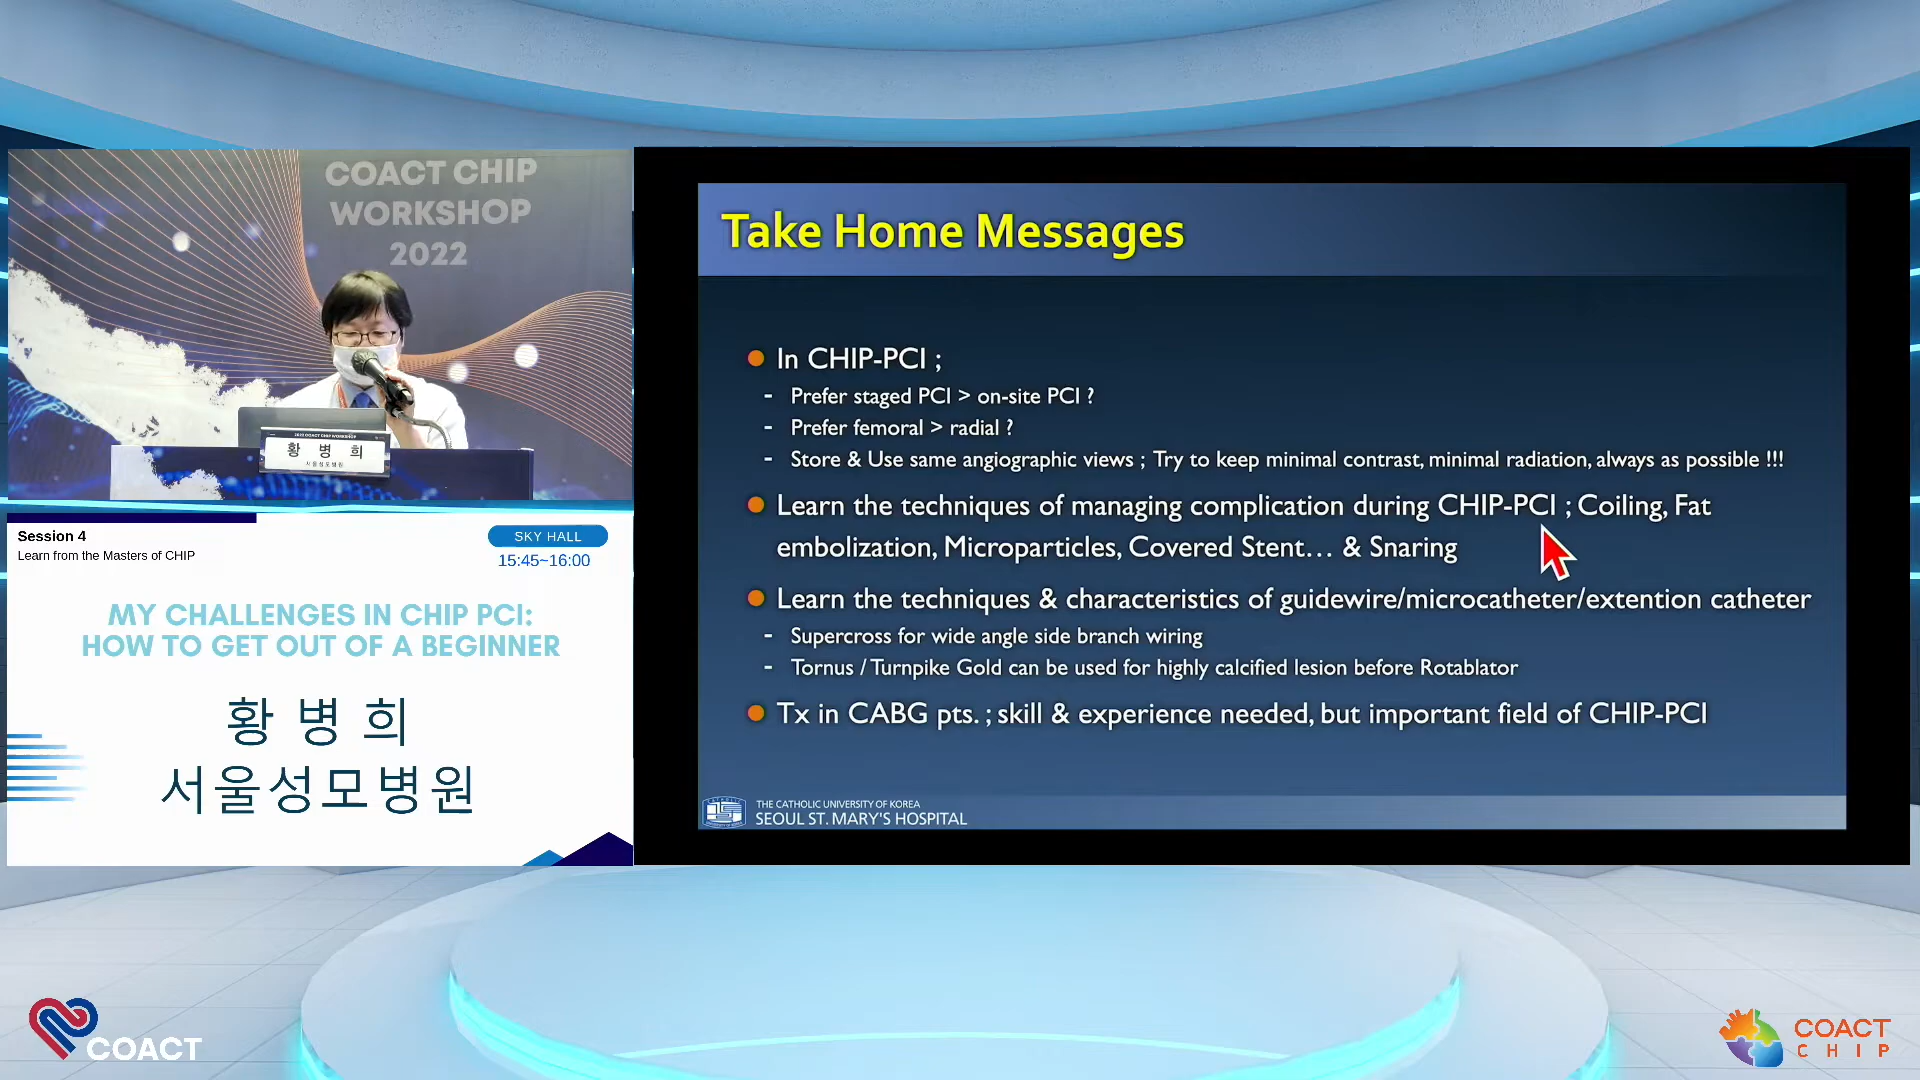 COACT CHIP
WORKSHOP
2022
2022 COACT CHIP WORKSHOP
황 병 희
서울성모병원
Session 4
Learn from the Masters of CHIP
SKY HALL
15:45~16:00
MY CHALLENGES IN CHIP PCI:
HOW TO GET OUT OF A BEGINNER
황 병 희
서울성모병원
Take Home Messages
In CHIP-PCI ;
- Prefer staged PCI > on-site PCI ?
- Prefer femoral > radial ?
- Store & Use same angiographic views ; Try to keep minimal contrast, minimal radiation, always as possible !!!
Learn the techniques of managing complication during CHIP-PCI ; Coiling, Fat
embolization, Microparticles, Covered Stent... & Snaring
Learn the techniques & characteristics of guidewire/microcatheter/extention catheter
- Supercross for wide angle side branch wiring
- Tornus / Turnpike Gold can be used for highly calcified lesion before Rotablator
Tx in CABG pts. ; skill & experience needed, but important field of CHIP-PCI
THE CATHOLIC UNIVERSITY OF KOREA
SEOUL ST. MARY'S HOSPITAL
COACT
COACT
CHIP